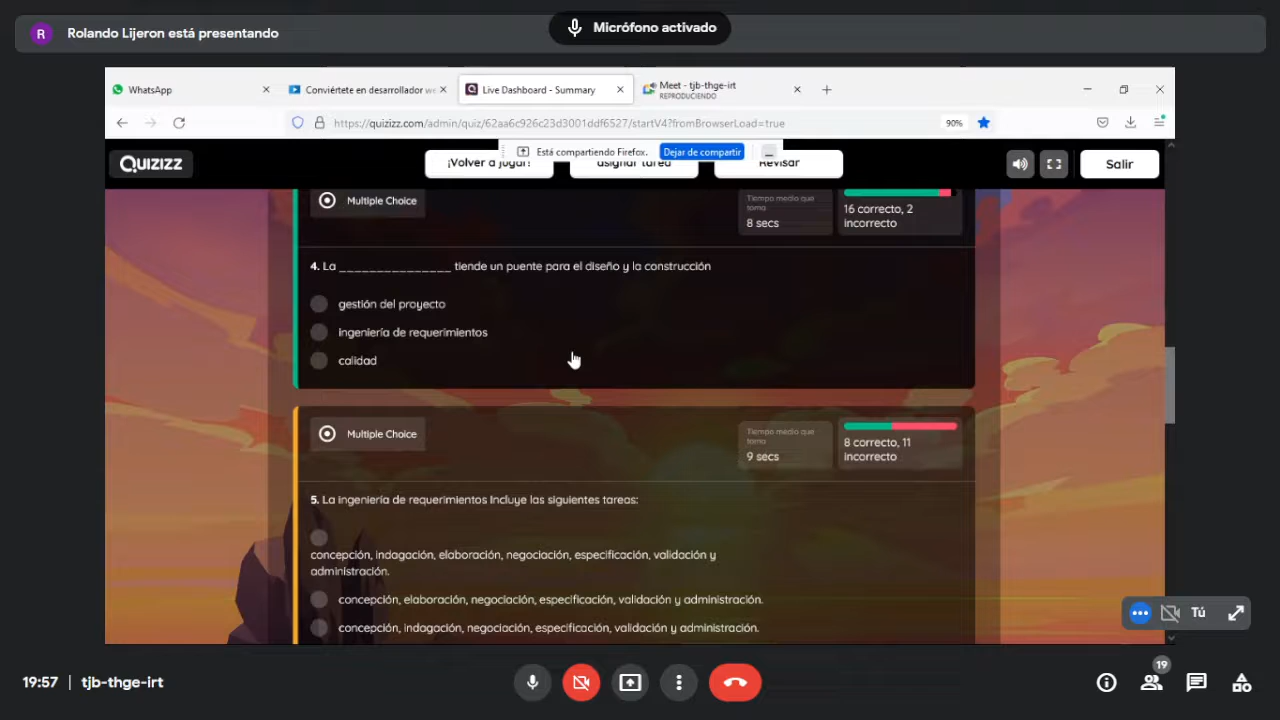 R Rolando Lijeron está presentando
Micrófono activado
WhatsApp
Conviértete en desarrollador we
Live Dashboard - Summary
Meet - tjb-thge-irt
REPRODUCIENDO
https://quizizz.com/admin/quiz/62aa6c926c23d3001ddf6527/startV4?fromBrowserLoad=true
90%
Está compartiendo Firefox.
Dejar de compartir
QUIZIZZ
¡Volver a jugar!
asignar tarea
Revisar
Salir
Multiple Choice
Tiempo medio que
toma
8 secs
16 correcto, 2
incorrecto
4. La _______________ tiende un puente para el diseño y la construcción
gestión del proyecto
ingeniería de requerimientos
calidad
Multiple Choice
Tiempo medio que
toma
9 secs
8 correcto, 11
incorrecto
5. La ingeniería de requerimientos incluye las siguientes tareas:
concepción, indagación, elaboración, negociación, especificación, validación y
administración.
concepción, elaboración, negociación, especificación, validación y administración.
concepción, indagación, negociación, especificación, validación y administración.
Tú
19:57 | tjb-thge-irt
19